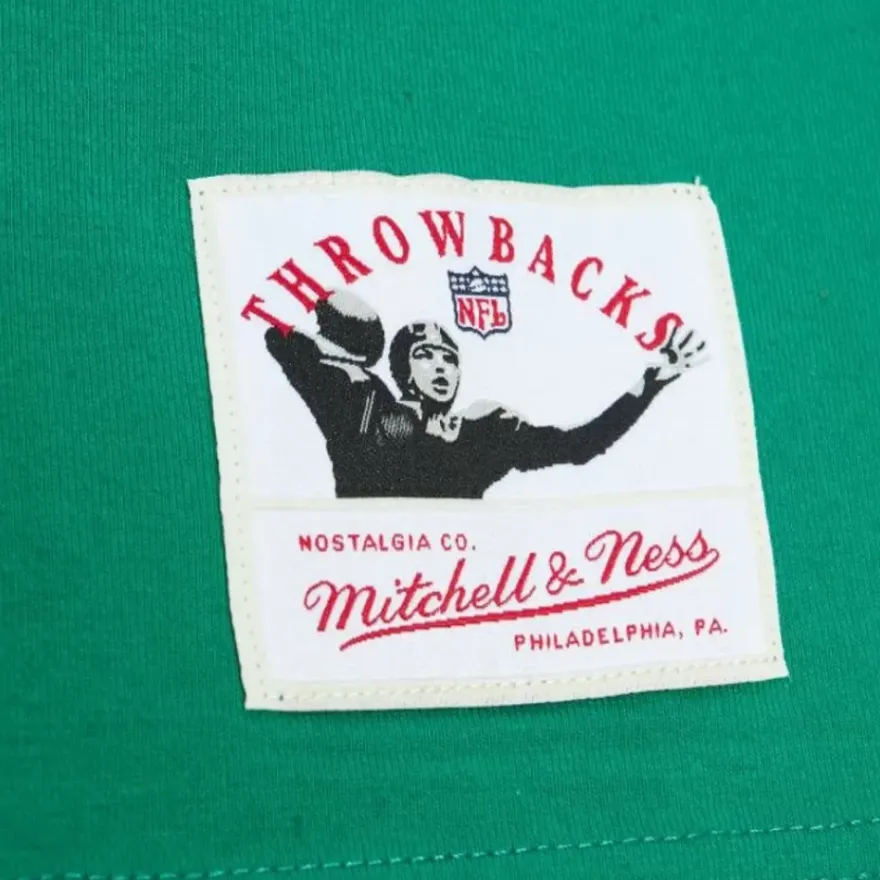 THROWBACKS
NFL
NOSTALGIA CO.
Mitchell & Ness
PHILADELPHIA, PA.